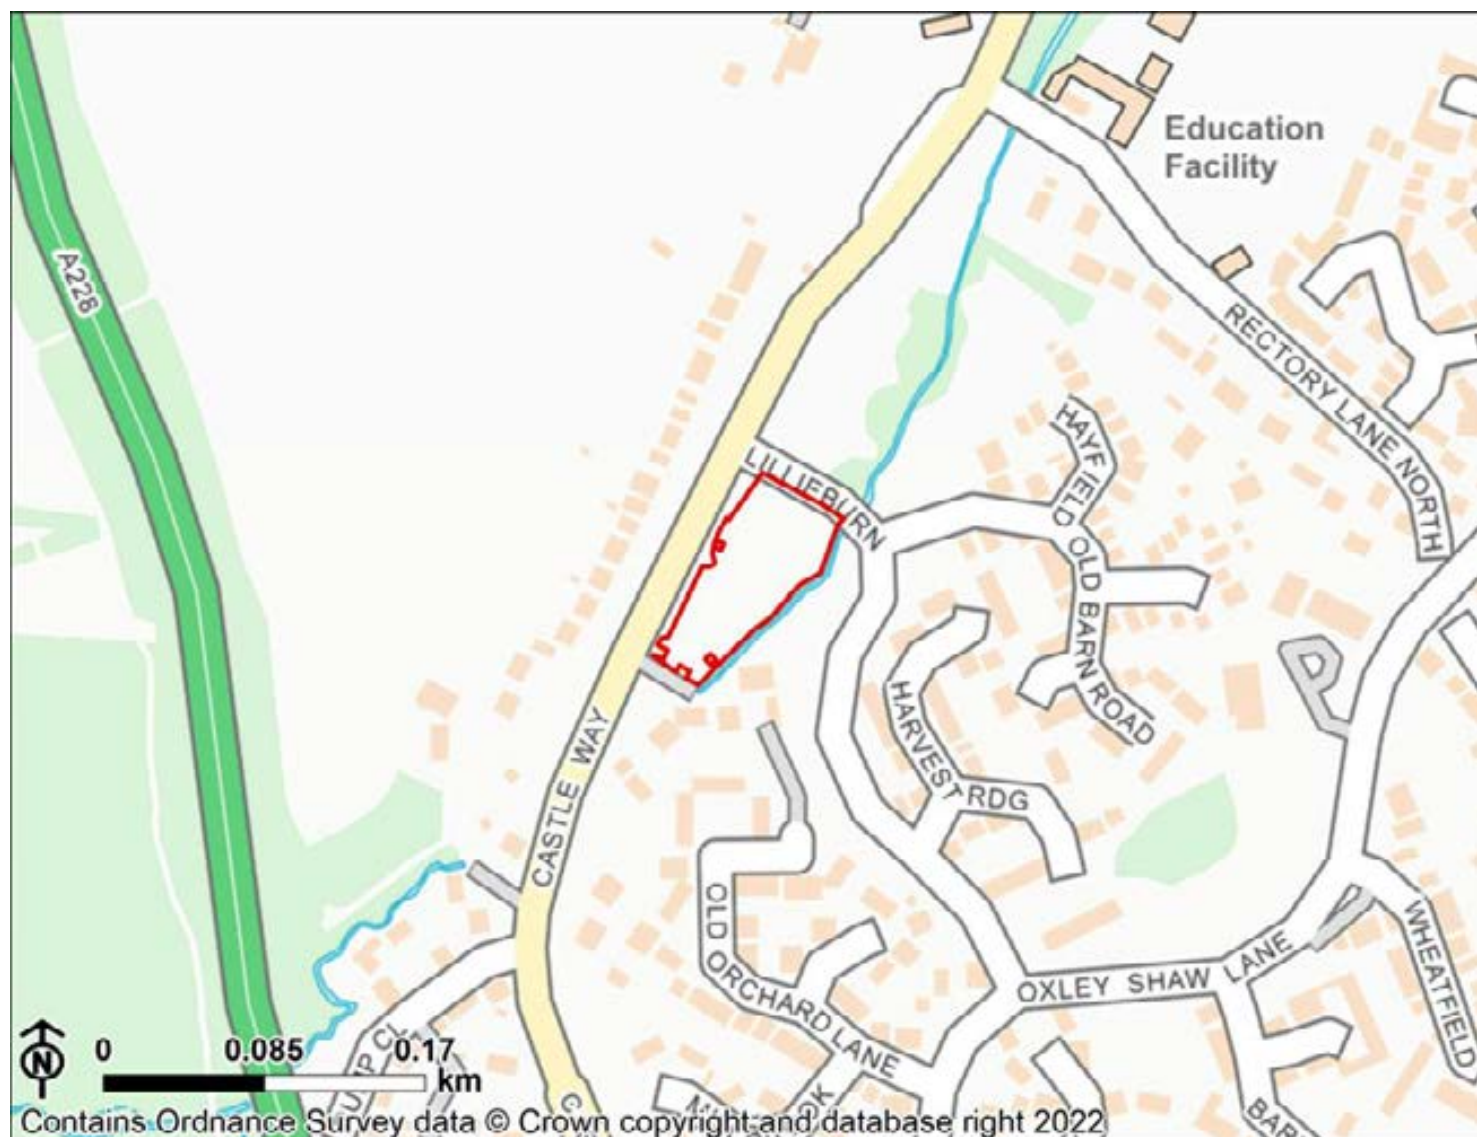 Education
Facility
A228
RECTORY LANE NORTH
HAYFIELD
LILLIEBURN
OLD BARN ROAD
HARVEST RDG
CASTLE WAY
OLD ORCHARD LANE
OXLEY SHAW LANE
WHEATFIELD
N
0 0.085 0.17
km
Contains Ordnance Survey data © Crown copyright and database right 2022